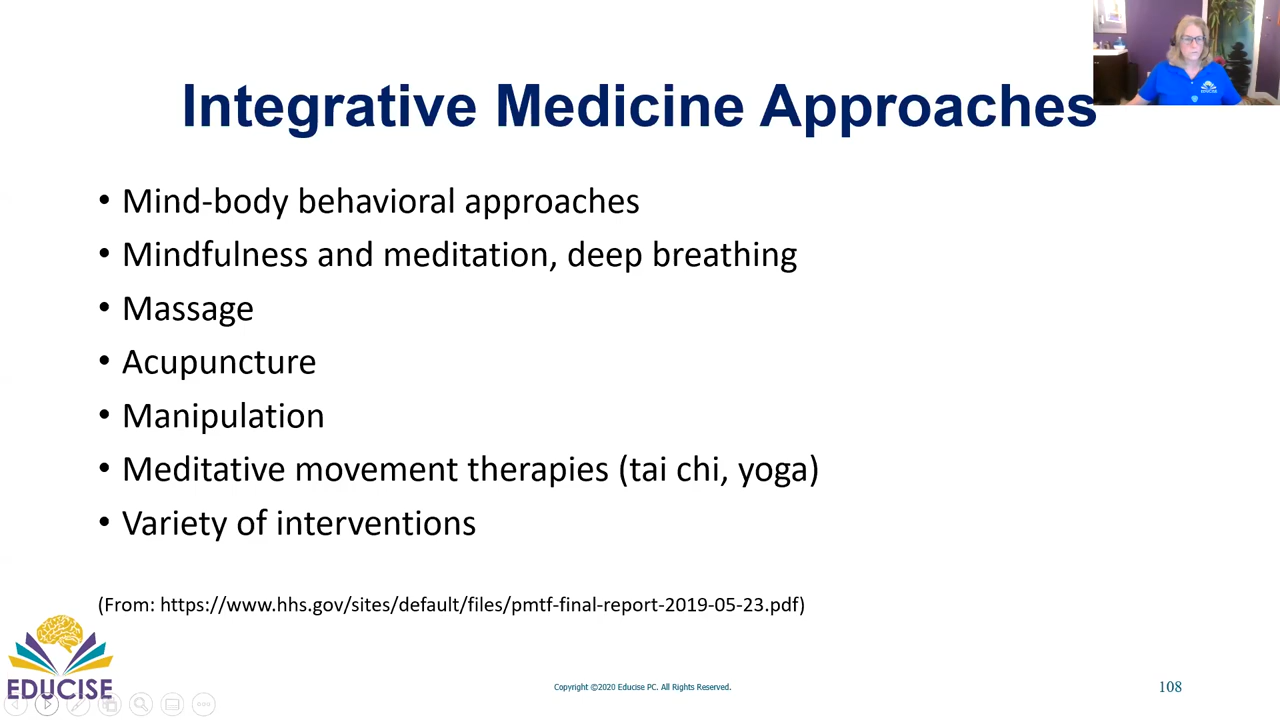 Integrative Medicine Approaches
• Mind-body behavioral approaches
• Mindfulness and meditation, deep breathing
• Massage
• Acupuncture
• Manipulation
• Meditative movement therapies (tai chi, yoga)
• Variety of interventions
(From: https://www.hhs.gov/sites/default/files/pmtf-final-report-2019-05-23.pdf)
EDUCISE
Copyright ©2020 Educise PC. All Rights Reserved.
108